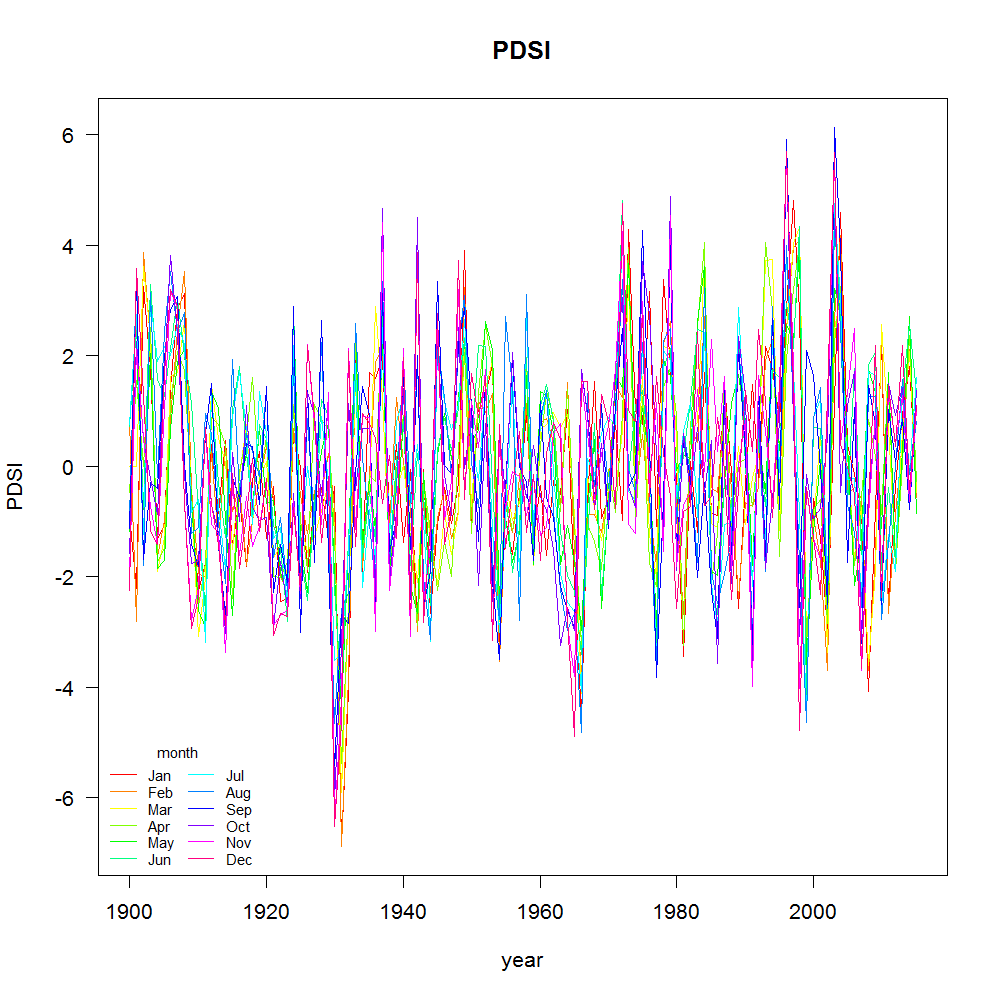 PDSI
6
4
2
0
-2
-4
-6
PDSI
month
Jan Jul
Feb Aug
Mar Sep
Apr Oct
May Nov
Jun Dec
1900 1920 1940 1960 1980 2000
year